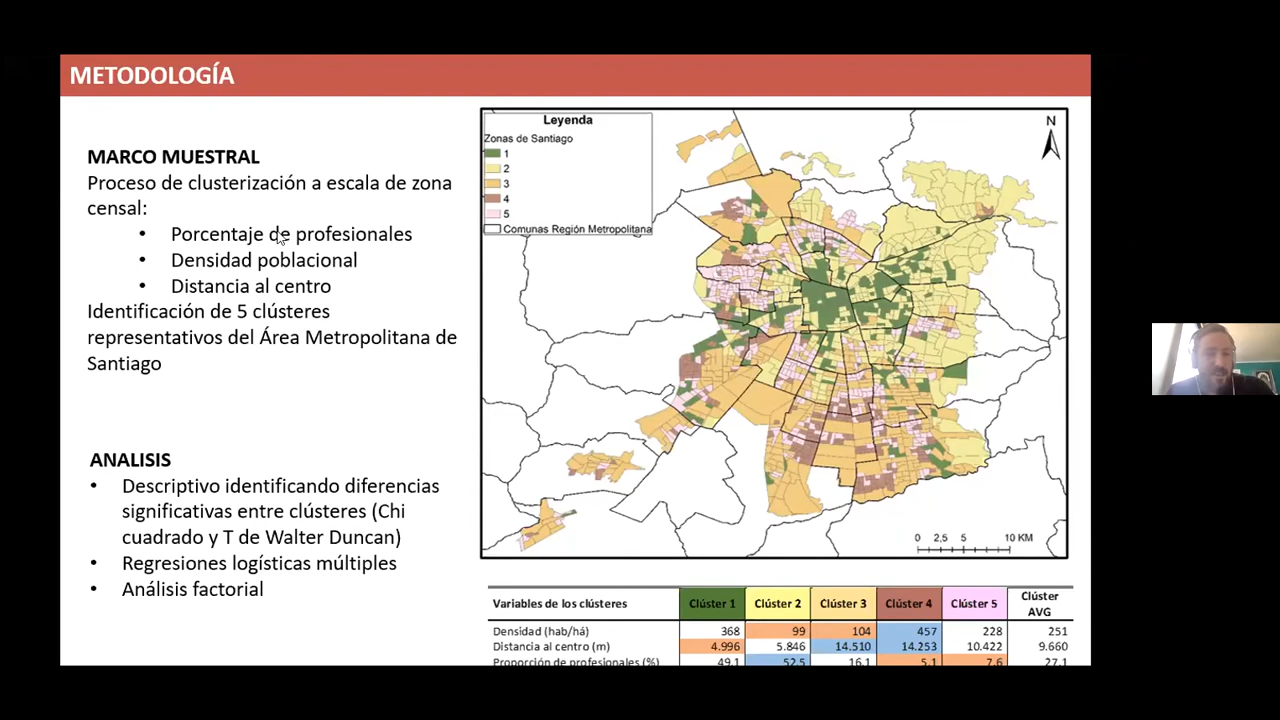 METODOLOGÍA
MARCO MUESTRAL
Proceso de clusterización a escala de zona
censal:
• Porcentaje de profesionales
• Densidad poblacional
• Distancia al centro
Identificación de 5 clústeres
representativos del Área Metropolitana de
Santiago
ANALISIS
• Descriptivo identificando diferencias
significativas entre clústeres (Chi
cuadrado y T de Walter Duncan)
• Regresiones logísticas múltiples
• Análisis factorial
Leyenda
Zonas de Santiago
1
2
3
4
5
Comunas Región Metropolitana
N
0 2,5 5 10 KM
Variables de los clústeres Clúster 1 Clúster 2 Clúster 3 Clúster 4 Clúster 5 Clúster AVG
Densidad (hab/há) 368 99 104 457 228 251
Distancia al centro (m) 4.996 5.846 14.510 14.253 10.422 9.660
Proporción de profesionales (%) 49,1 52,5 16,1 5,1 7,6 27,1